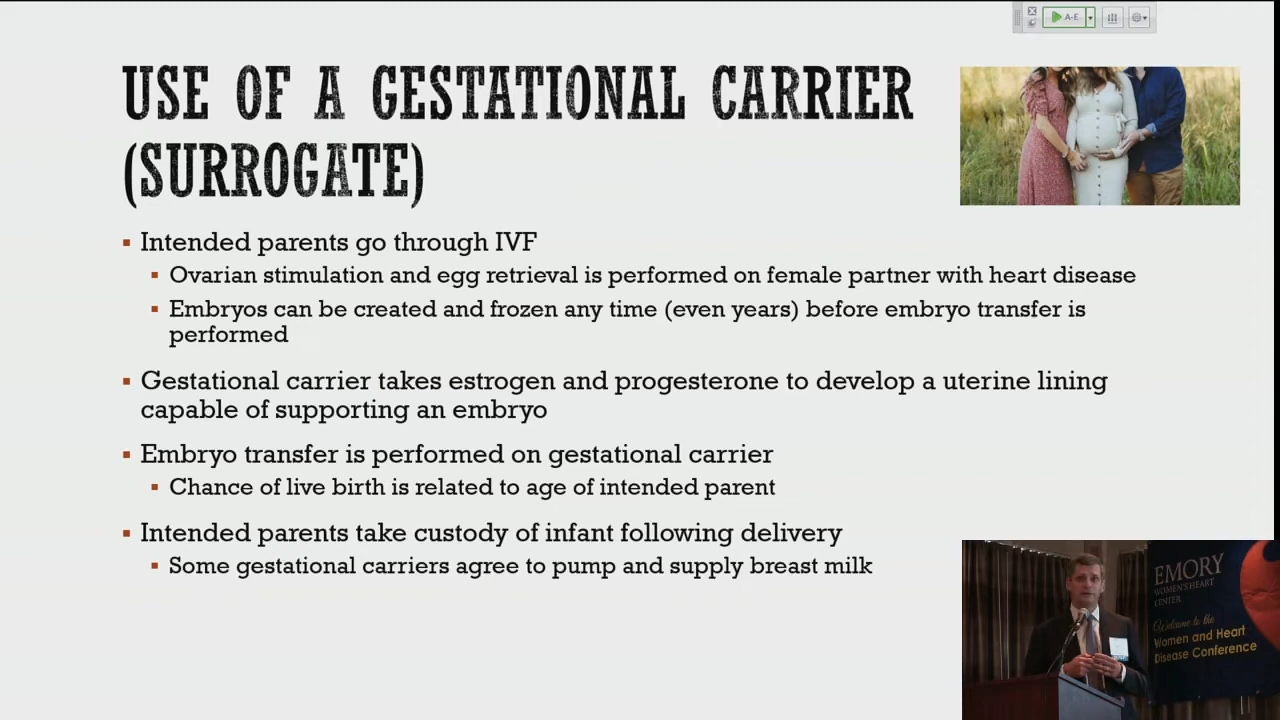 A-E
USE OF A GESTATIONAL CARRIER
(SURROGATE)
Intended parents go through IVF
Ovarian stimulation and egg retrieval is performed on female partner with heart disease
Embryos can be created and frozen any time (even years) before embryo transfer is
performed
Gestational carrier takes estrogen and progesterone to develop a uterine lining
capable of supporting an embryo
Embryo transfer is performed on gestational carrier
Chance of live birth is related to age of intended parent
Intended parents take custody of infant following delivery
Some gestational carriers agree to pump and supply breast milk
EMORY
WOMEN'S HEART
CENTER
Welcome to the
Women and Heart
Disease Conference